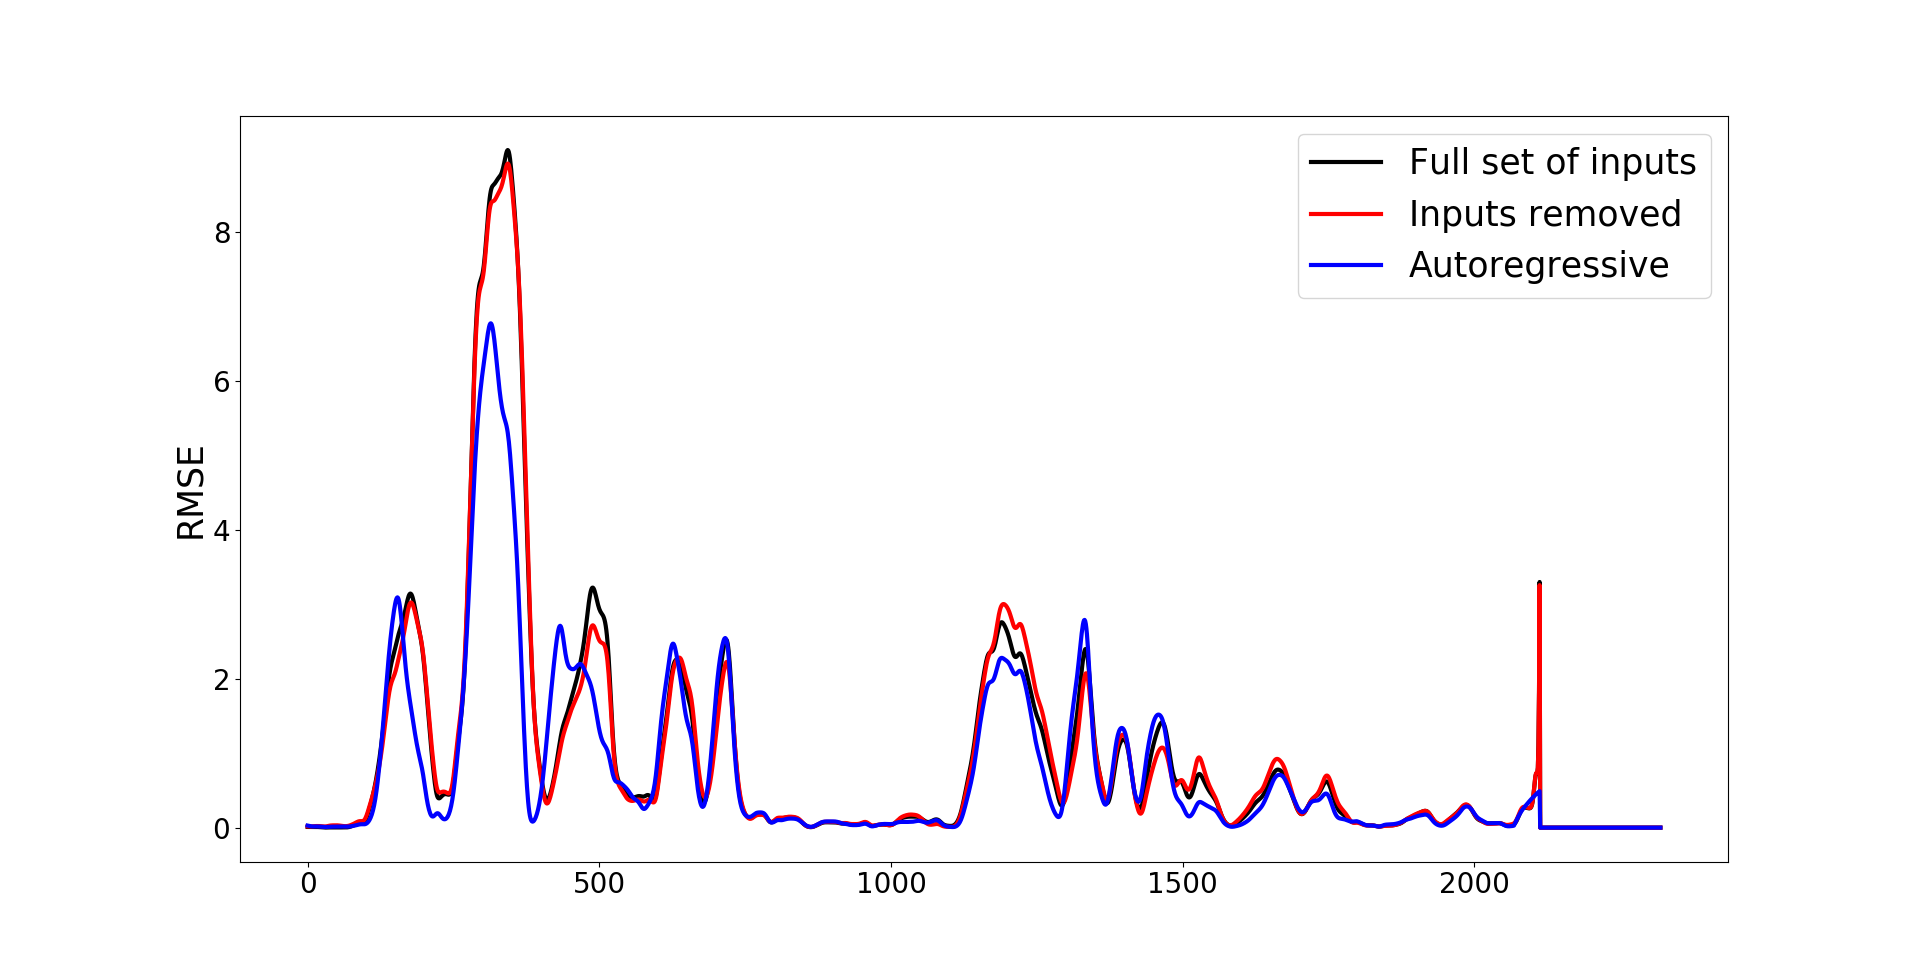 Full set of inputs
Inputs removed
Autoregressive
RMSE
8
6
4
2
0
0 500 1000 1500 2000